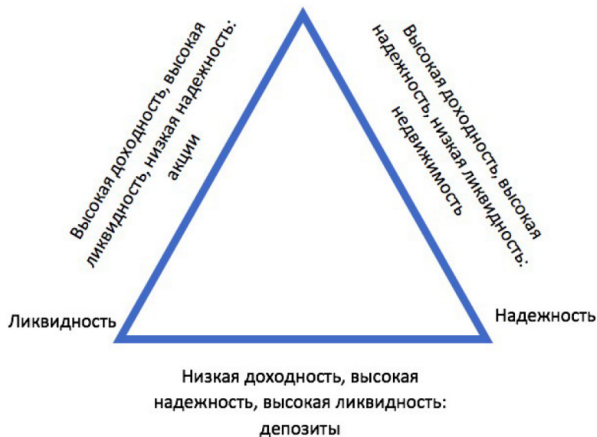 Высокая доходность, высокая
ликвидность, низкая надежность:
акции
Высокая доходность, высокая
надежность, низкая ликвидность:
недвижимость
Ликвидность
Надежность
Низкая доходность, высокая
надежность, высокая ликвидность:
депозиты